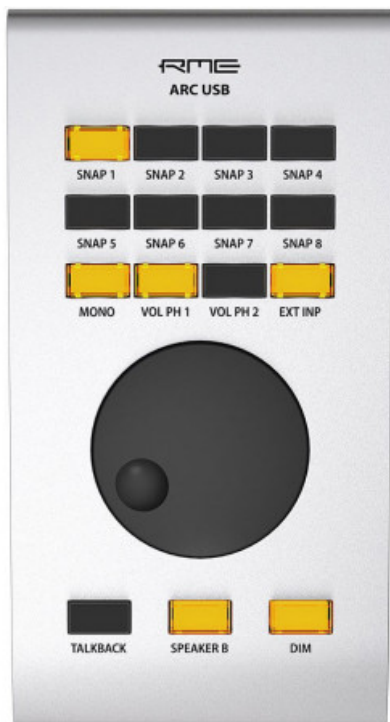 RME
ARC USB
SNAP 1 SNAP 2 SNAP 3 SNAP 4
SNAP 5 SNAP 6 SNAP 7 SNAP 8
MONO VOL PH 1 VOL PH 2 EXT INP
TALKBACK SPEAKER B DIM